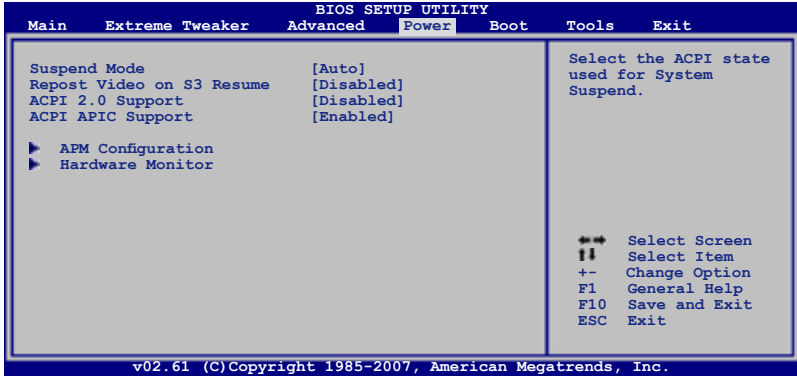 BIOS SETUP UTILITY
Main Extreme Tweaker Advanced Power Boot Tools Exit
Suspend Mode [Auto]
Repost Video on S3 Resume [Disabled]
ACPI 2.0 Support [Disabled]
ACPI APIC Support [Enabled]
APM Configuration
Hardware Monitor
Select the ACPI state
used for System
Suspend.
←→ Select Screen
↑↓ Select Item
+- Change Option
F1 General Help
F10 Save and Exit
ESC Exit
v02.61 (C)Copyright 1985-2007, American Megatrends, Inc.